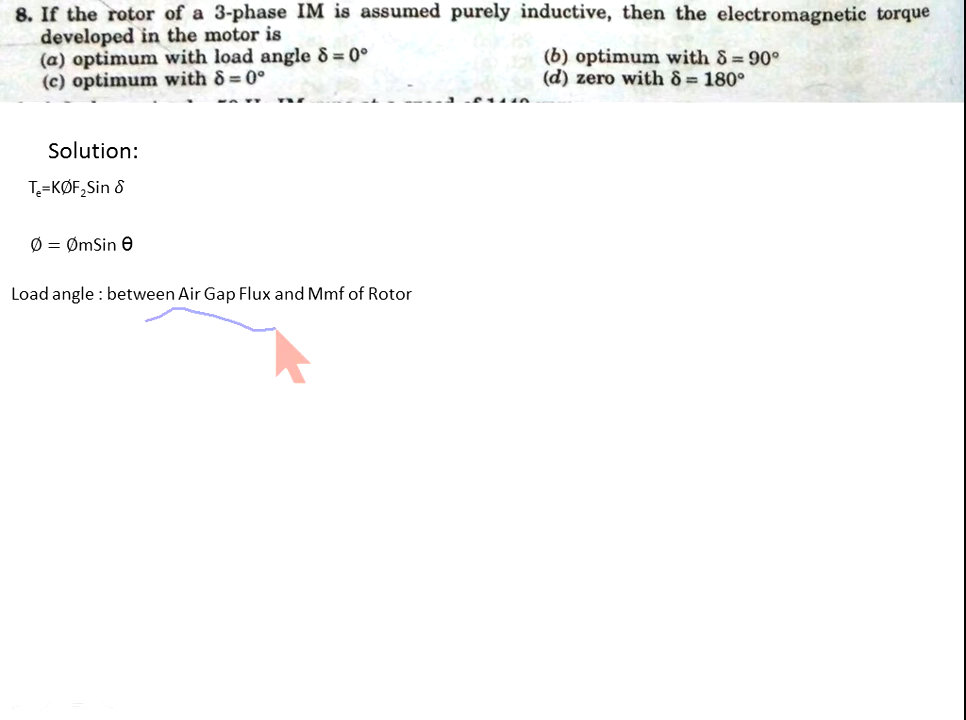 8. If the rotor of a 3-phase IM is assumed purely inductive, then the electromagnetic torque
developed in the motor is
(a) optimum with load angle δ = 0°
(b) optimum with δ = 90°
(c) optimum with δ = 0°
(d) zero with δ = 180°
Solution:
Tₑ=KØF₂Sin δ
Ø = ØmSin θ
Load angle : between Air Gap Flux and Mmf of Rotor